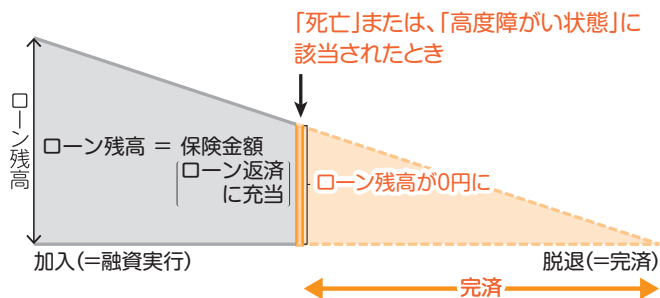 「死亡」または、「高度障がい状態」に
該当されたとき
ローン残高
ローン残高 = 保険金額
ローン返済
に充当
ローン残高が0円に
加入(=融資実行)
脱退(=完済)
完済